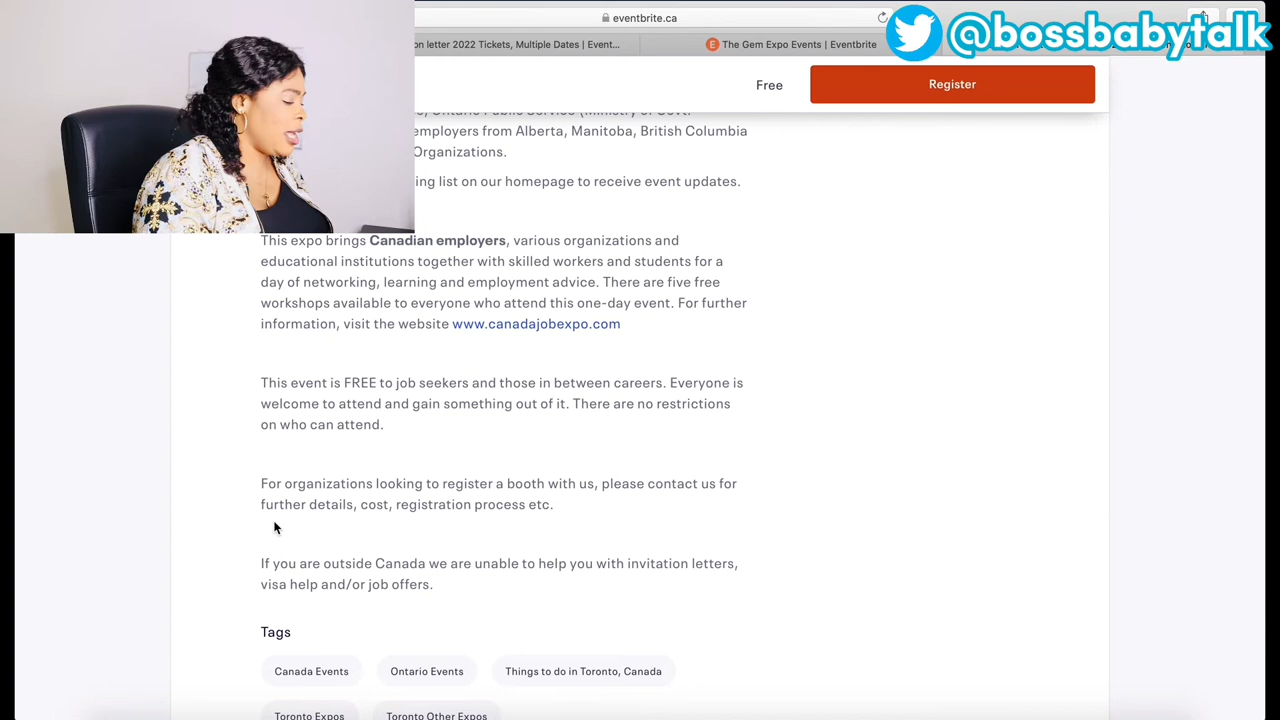 eventbrite.ca
@bossbabytalk
on letter 2022 Tickets, Multiple Dates | Event...
The Gem Expo Events | Eventbrite
Free
Register
employers from Alberta, Manitoba, British Columbia
Organizations.
ing list on our homepage to receive event updates.
This expo brings Canadian employers, various organizations and
educational institutions together with skilled workers and students for a
day of networking, learning and employment advice. There are five free
workshops available to everyone who attend this one-day event. For further
information, visit the website www.canadajobexpo.com
This event is FREE to job seekers and those in between careers. Everyone is
welcome to attend and gain something out of it. There are no restrictions
on who can attend.
For organizations looking to register a booth with us, please contact us for
further details, cost, registration process etc.
If you are outside Canada we are unable to help you with invitation letters,
visa help and/or job offers.
Tags
Canada Events
Ontario Events
Things to do in Toronto, Canada
Toronto Expos
Toronto Other Expos